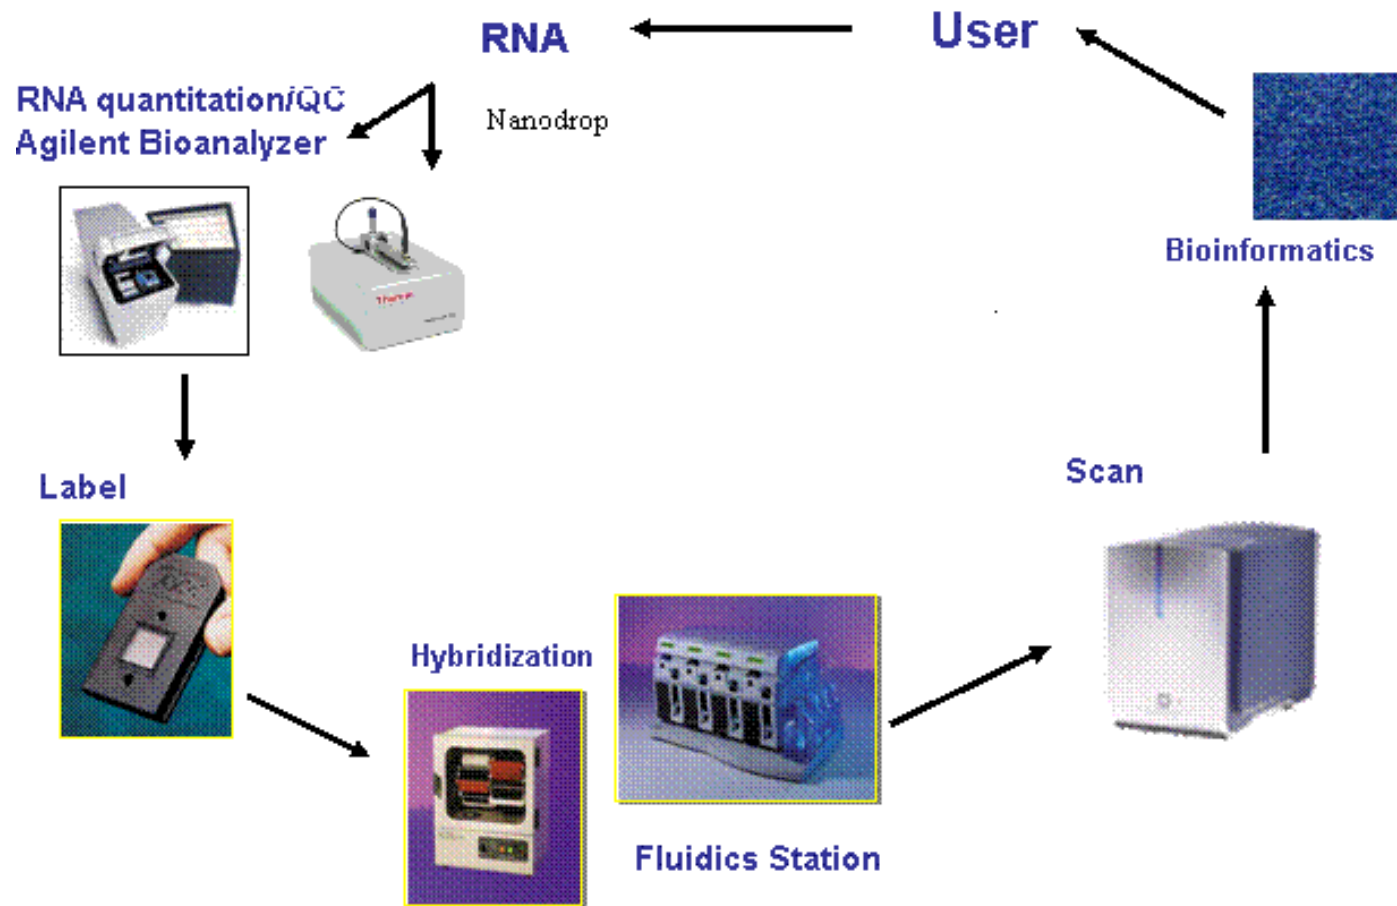 RNA
User
RNA quantitation/QC
Agilent Bioanalyzer
Nanodrop
Bioinformatics
Label
Scan
Hybridization
Fluidics Station